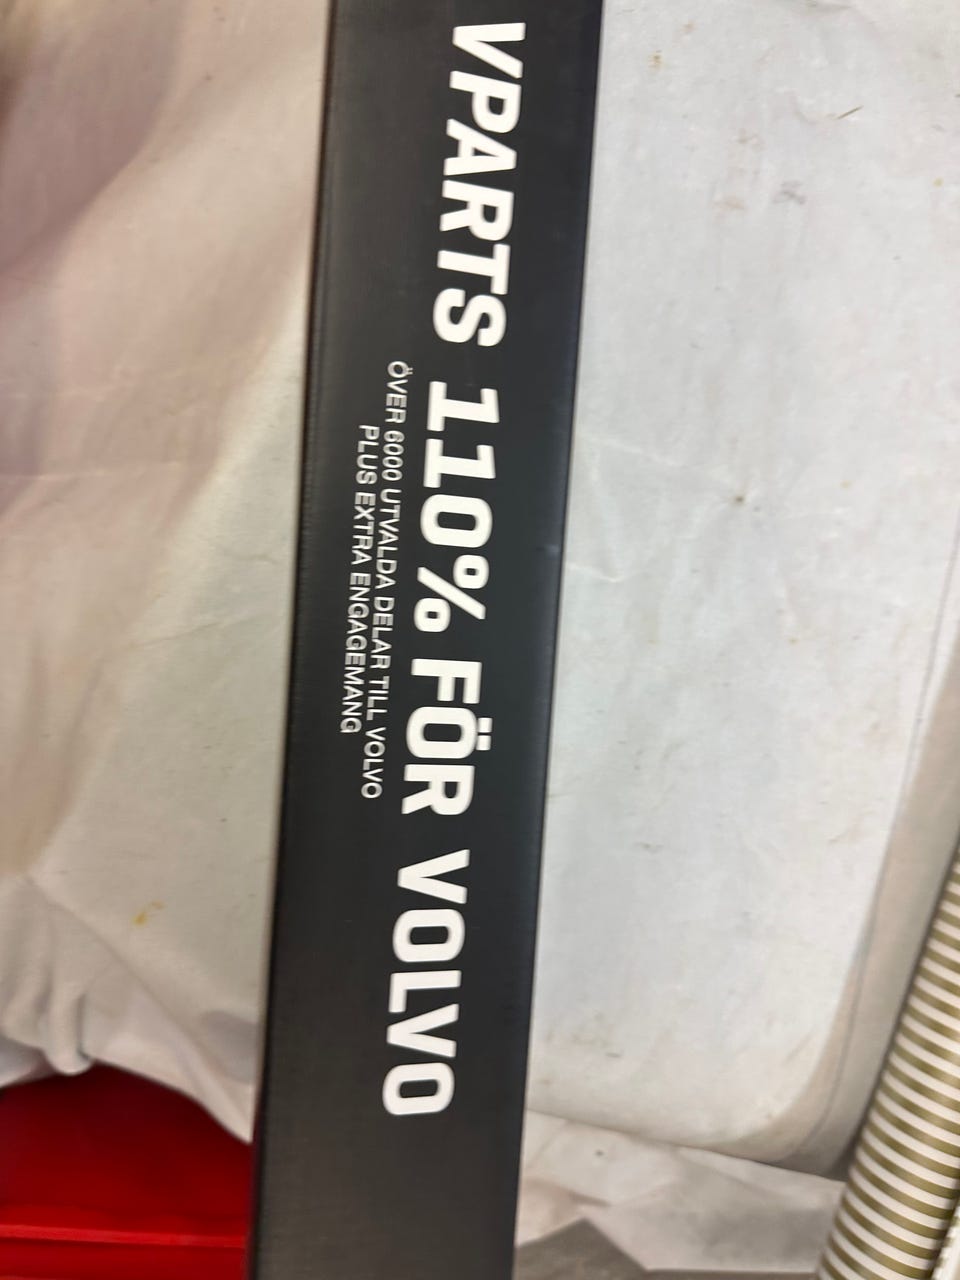 VPARTS 110% FÖR VOLVO
ÖVER 6000 UTVALDA DELAR TILL VOLVO
PLUS EXTRA ENGAGEMANG